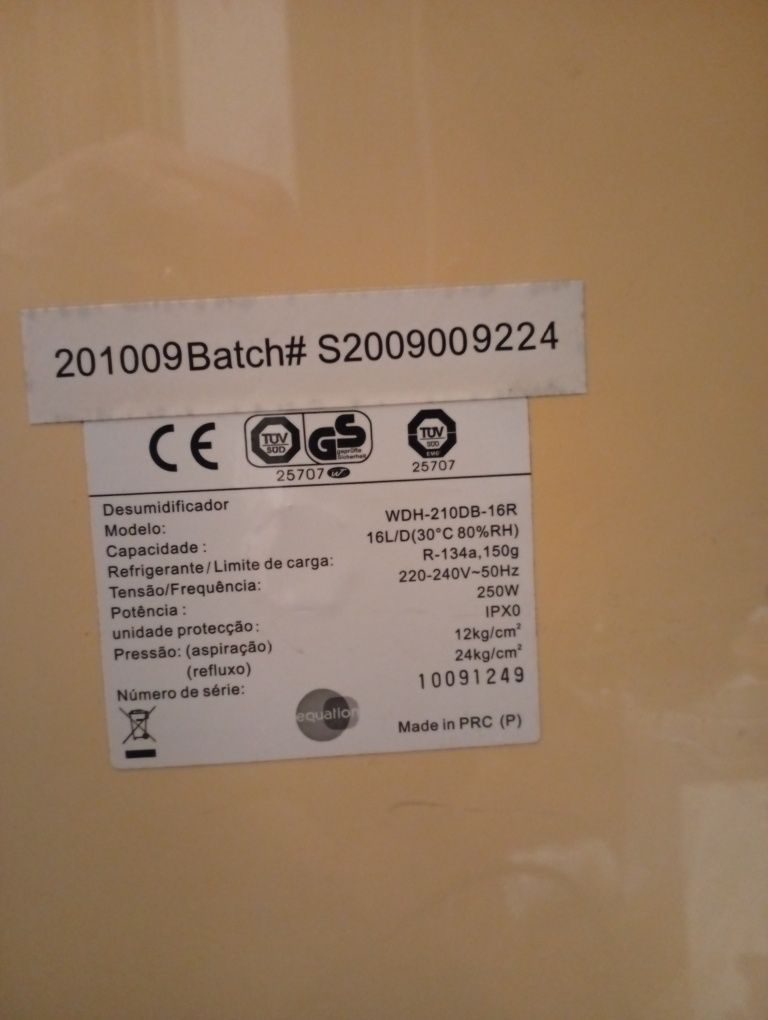 201009Batch# S2009009224
CE TÜV SÜD GS geprüfte Sicherheit TÜV SÜD EMC
25707 25707
Desumidificador
Modelo: WDH-210DB-16R
Capacidade : 16L/D(30°C 80%RH)
Refrigerante/Limite de carga: R-134a,150g
Tensão/Frequência: 220-240V~50Hz
Potência : 250W
unidade protecção: IPX0
Pressão: (aspiração) 12kg/cm²
(refluxo) 24kg/cm²
Número de série: 10091249
equation
Made in PRC (P)